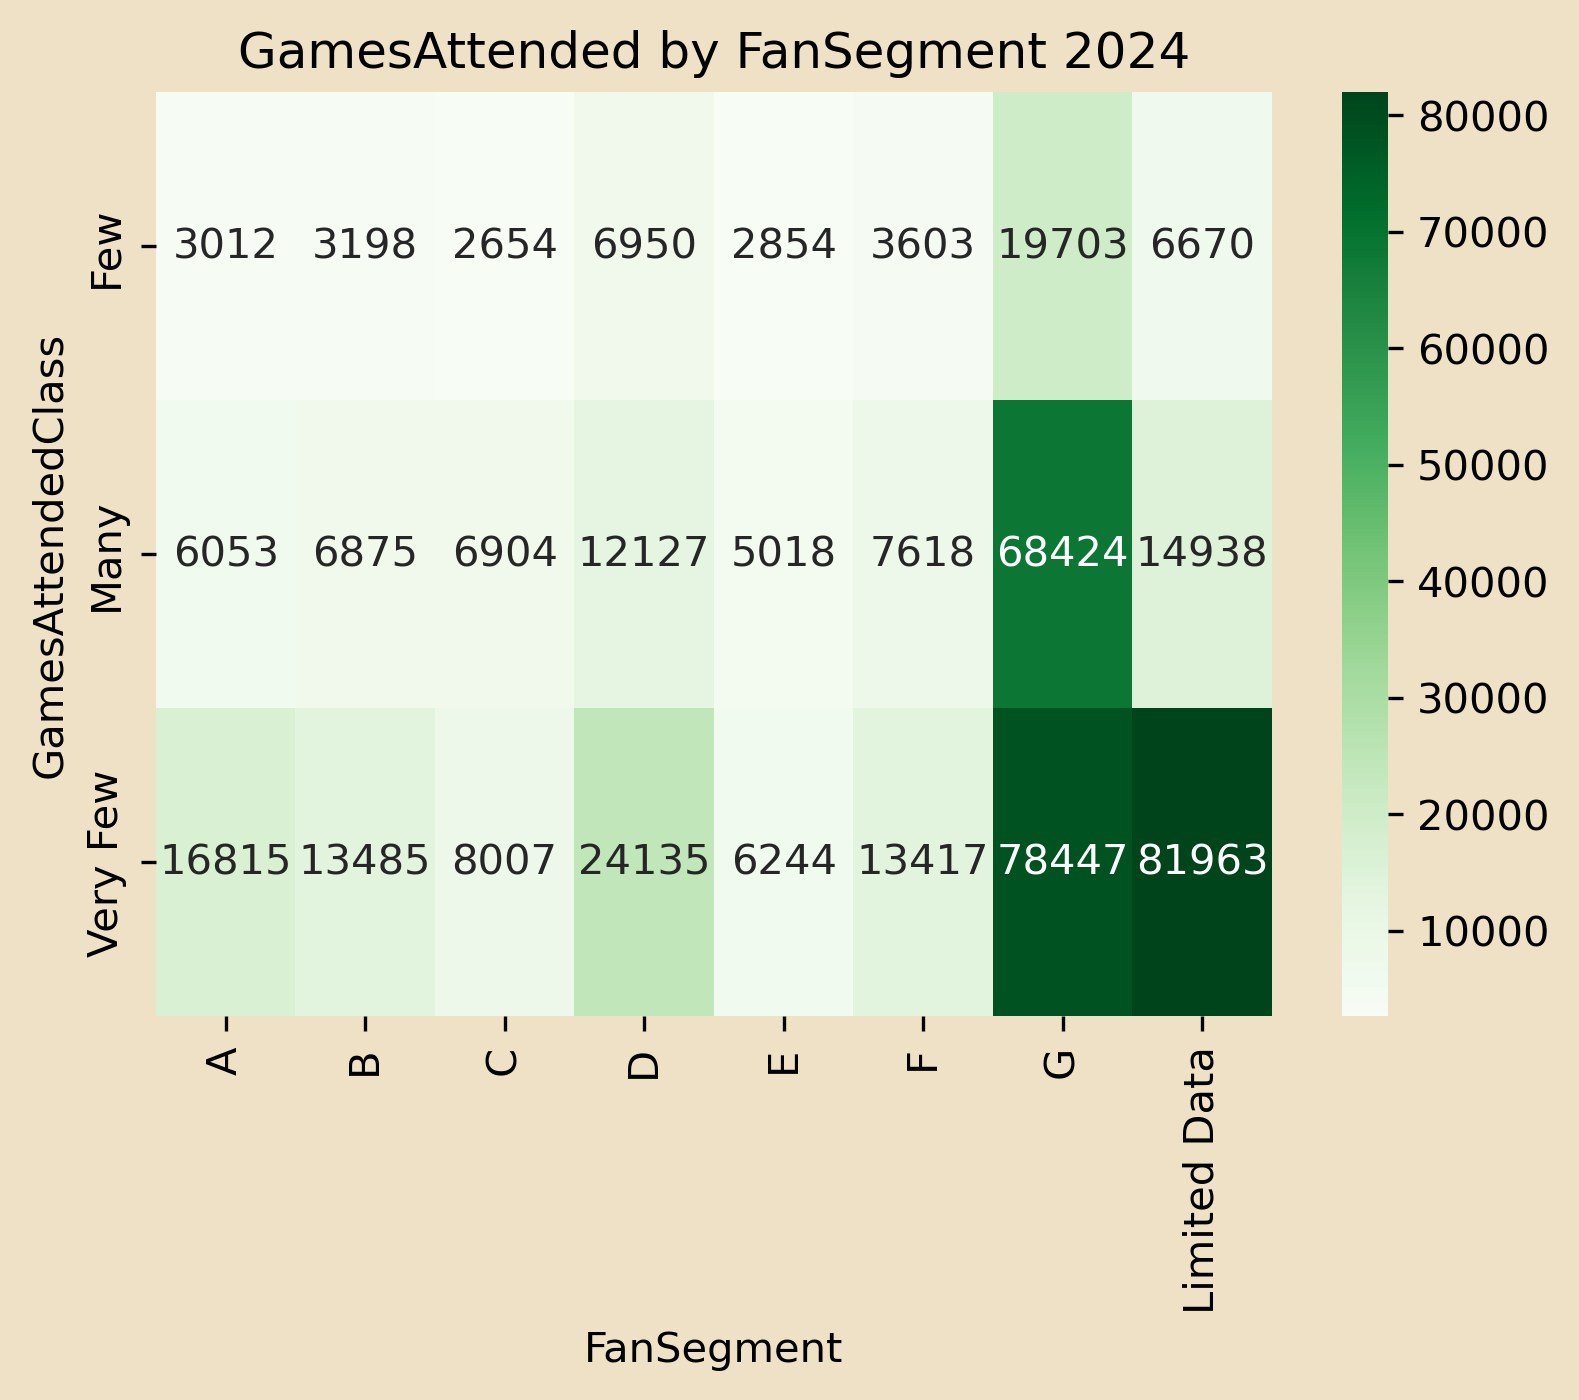 GamesAttended by FanSegment 2024
GamesAttendedClass
Few
3012 3198 2654 6950 2854 3603 19703 6670
Many
6053 6875 6904 12127 5018 7618 68424 14938
Very Few
16815 13485 8007 24135 6244 13417 78447 81963
A B C D E F G Limited Data
FanSegment
80000
70000
60000
50000
40000
30000
20000
10000